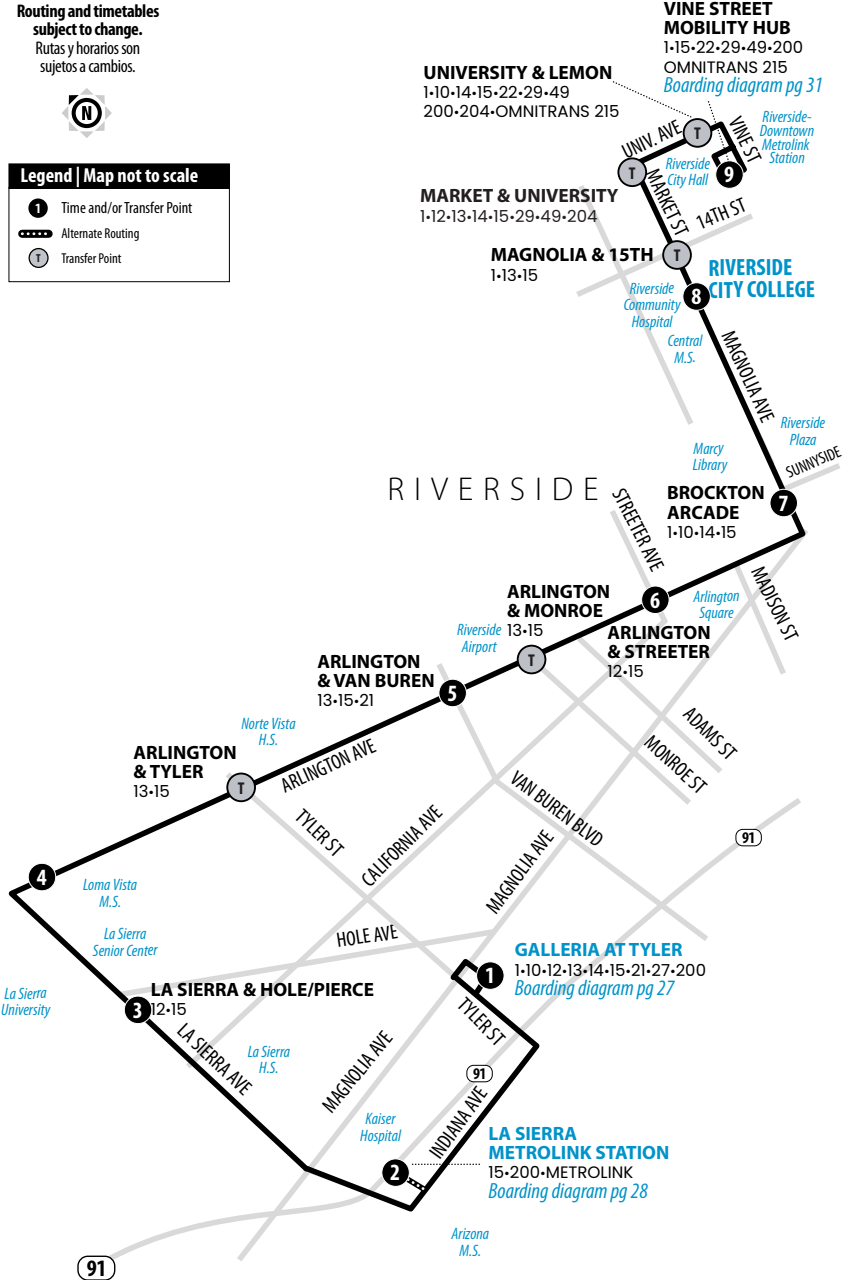 Routing and timetables
subject to change.
Rutas y horarios son
sujetos a cambios.
N
Legend | Map not to scale
1 Time and/or Transfer Point
Alternate Routing
T Transfer Point
VINE STREET
MOBILITY HUB
1•15•22•29•49•200
OMNITRANS 215
Boarding diagram pg 31
UNIVERSITY & LEMON
1•10•14•15•22•29•49
200•204•OMNITRANS 215
Riverside-
Downtown
Metrolink
Station
UNIV. AVE
T
VINE ST
T
Riverside
City Hall
9
MARKET & UNIVERSITY
1•12•13•14•15•29•49•204
MARKET ST
14TH ST
MAGNOLIA & 15TH
1•13•15
T
RIVERSIDE
CITY COLLEGE
8
Riverside
Community
Hospital
Central
M.S.
MAGNOLIA AVE
Riverside
Plaza
Marcy
Library
SUNNYSIDE
RIVERSIDE
BROCKTON
ARCADE
1•10•14•15
7
STREETER AVE
MADISON ST
ARLINGTON
& MONROE
13•15
6
Arlington
Square
Riverside
Airport
T
ARLINGTON
& STREETER
12•15
ARLINGTON
& VAN BUREN
13•15•21
5
ADAMS ST
MONROE ST
Norte Vista
H.S.
ARLINGTON
& TYLER
13•15
T
ARLINGTON AVE
VAN BUREN BLVD
TYLER ST
CALIFORNIA AVE
MAGNOLIA AVE
91
4
Loma Vista
M.S.
La Sierra
Senior Center
HOLE AVE
GALLERIA AT TYLER
1•10•12•13•14•15•21•27•200
Boarding diagram pg 27
1
La Sierra
University
3
LA SIERRA & HOLE/PIERCE
12•15
TYLER ST
LA SIERRA AVE
La Sierra
H.S.
MAGNOLIA AVE
91
INDIANA AVE
Kaiser
Hospital
2
LA SIERRA
METROLINK STATION
15•200•METROLINK
Boarding diagram pg 28
Arizona
M.S.
91